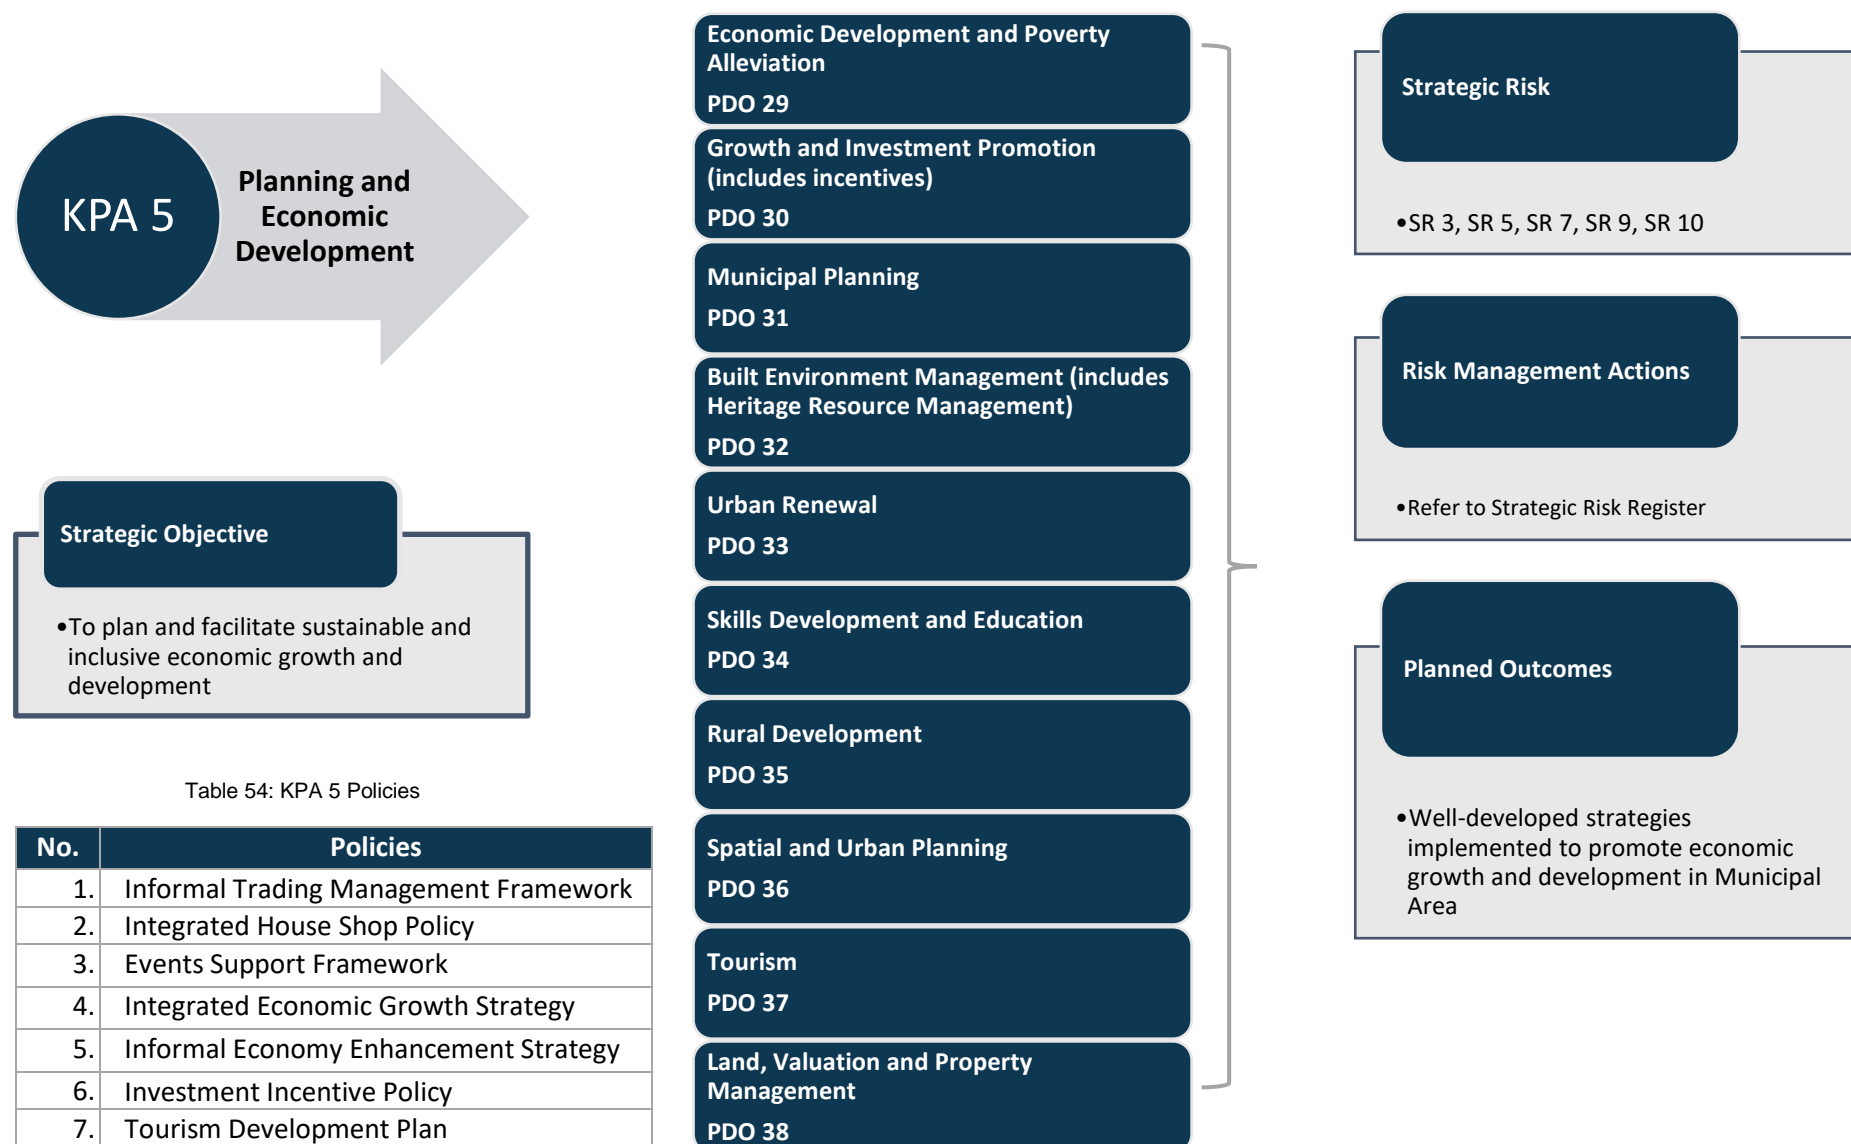 KPA 5
Planning and
Economic
Development
Strategic Objective
•To plan and facilitate sustainable and
inclusive economic growth and
development
Table 54: KPA 5 Policies
No. Policies
1. Informal Trading Management Framework
2. Integrated House Shop Policy
3. Events Support Framework
4. Integrated Economic Growth Strategy
5. Informal Economy Enhancement Strategy
6. Investment Incentive Policy
7. Tourism Development Plan
Economic Development and Poverty
Alleviation
PDO 29
Growth and Investment Promotion
(includes incentives)
PDO 30
Municipal Planning
PDO 31
Built Environment Management (includes
Heritage Resource Management)
PDO 32
Urban Renewal
PDO 33
Skills Development and Education
PDO 34
Rural Development
PDO 35
Spatial and Urban Planning
PDO 36
Tourism
PDO 37
Land, Valuation and Property
Management
PDO 38
Strategic Risk
•SR 3, SR 5, SR 7, SR 9, SR 10
Risk Management Actions
•Refer to Strategic Risk Register
Planned Outcomes
•Well-developed strategies
implemented to promote economic
growth and development in Municipal
Area